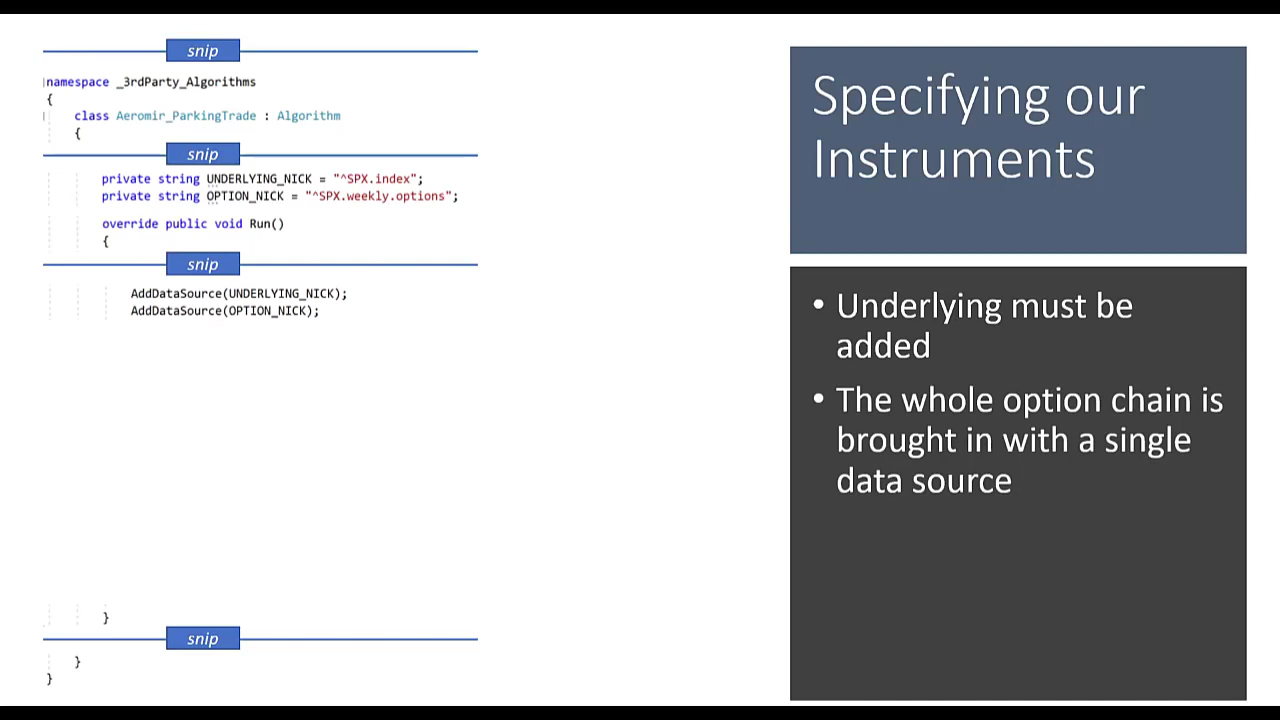 snip
namespace _3rdParty_Algorithms
{
class Aeromir_ParkingTrade : Algorithm
{
snip
private string UNDERLYING_NICK = "^SPX.index";
private string OPTION_NICK = "^SPX.weekly.options";
override public void Run()
{
snip
AddDataSource(UNDERLYING_NICK);
AddDataSource(OPTION_NICK);
}
snip
}
}
Specifying our
Instruments
• Underlying must be
added
• The whole option chain is
brought in with a single
data source